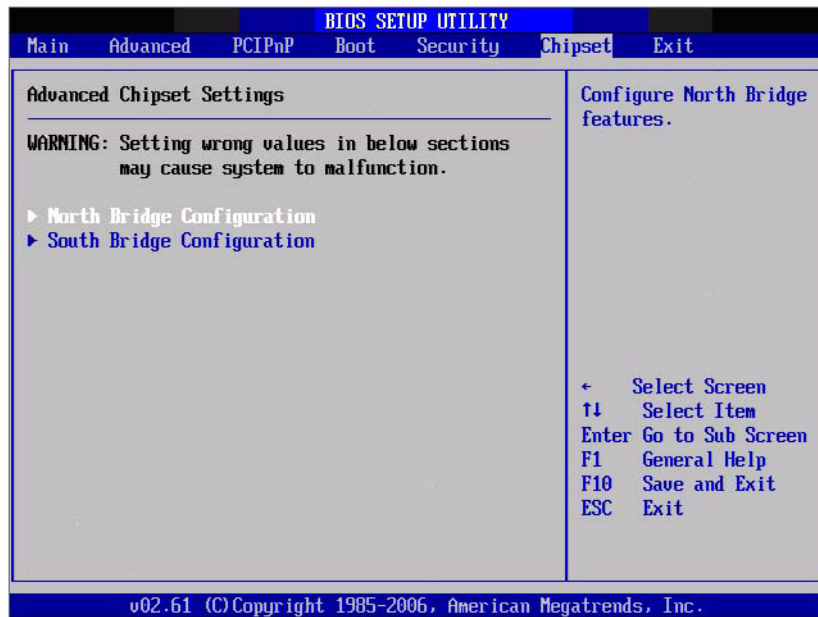 BIOS SETUP UTILITY
Main Advanced PCIPnP Boot Security Chipset Exit
Advanced Chipset Settings
WARNING: Setting wrong values in below sections
may cause system to malfunction.
▶ North Bridge Configuration
▶ South Bridge Configuration
Configure North Bridge
features.
← Select Screen
↑↓ Select Item
Enter Go to Sub Screen
F1 General Help
F10 Save and Exit
ESC Exit
v02.61 (C)Copyright 1985-2006, American Megatrends, Inc.